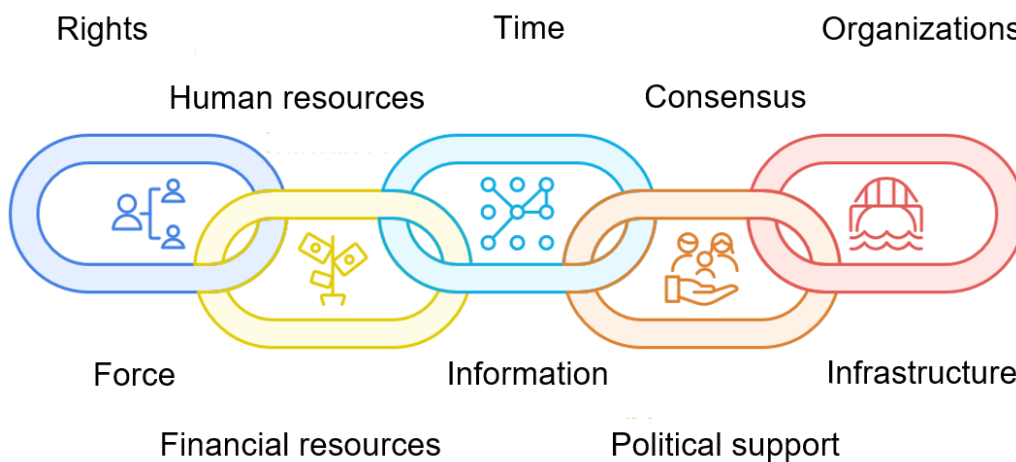 Rights
Time
Organizations
Human resources
Consensus
Force
Information
Infrastructure
Financial resources
Political support